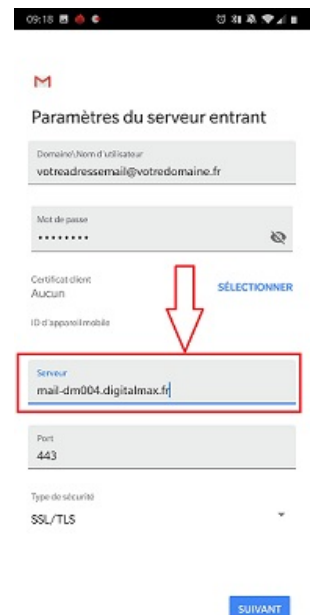 09:18
Paramètres du serveur entrant
Domaine\Nom d'utilisateur
votreadressemail@votredomaine.fr
Mot de passe
••••••••
Certificat client
Aucun
SÉLECTIONNER
ID d'appareil mobile
Serveur
mail-dm004.digitalmax.fr
Port
443
Type de sécurité
SSL/TLS
SUIVANT